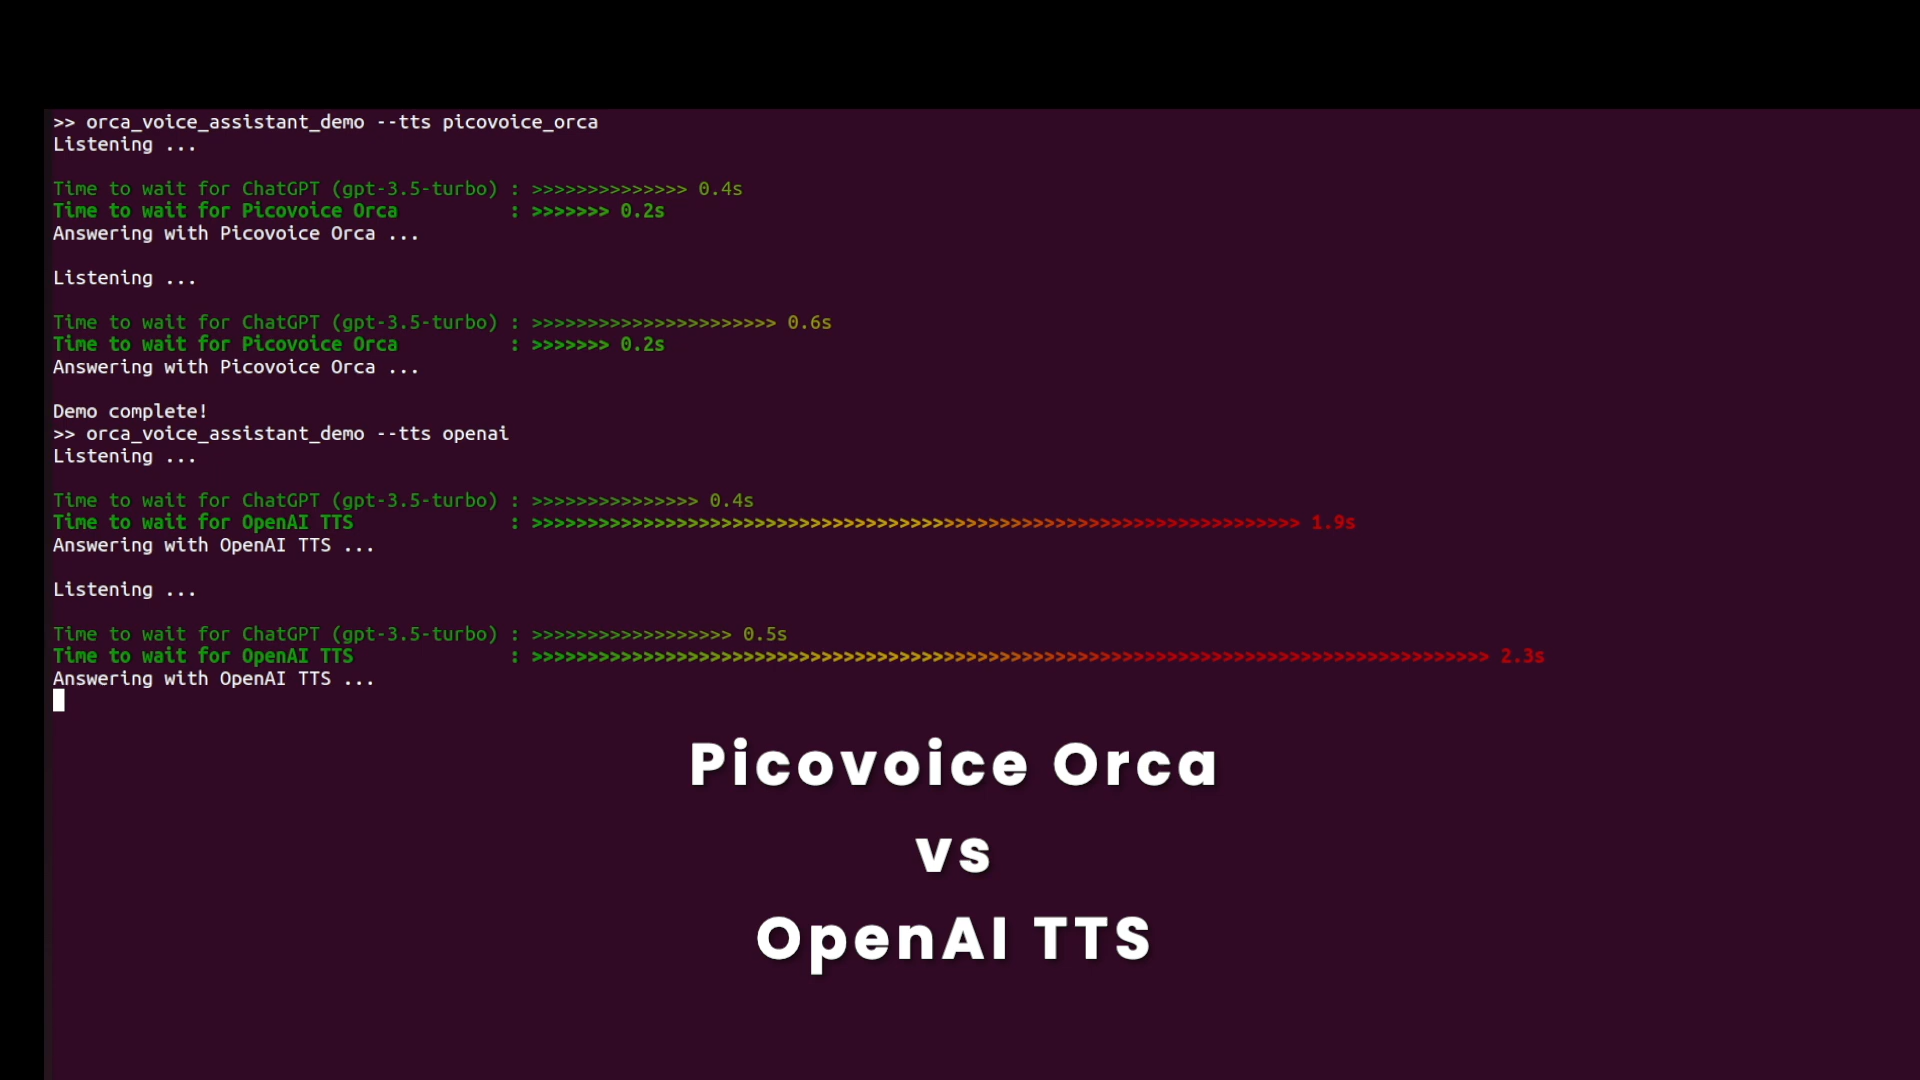 >> orca_voice_assistant_demo --tts picovoice_orca
Listening ...
Time to wait for ChatGPT (gpt-3.5-turbo) : >>>>>>>>>>>>>> 0.4s
Time to wait for Picovoice Orca          : >>>>>>> 0.2s
Answering with Picovoice Orca ...
Listening ...
Time to wait for ChatGPT (gpt-3.5-turbo) : >>>>>>>>>>>>>>>>>>>>>> 0.6s
Time to wait for Picovoice Orca          : >>>>>>> 0.2s
Answering with Picovoice Orca ...
Demo complete!
>> orca_voice_assistant_demo --tts openai
Listening ...
Time to wait for ChatGPT (gpt-3.5-turbo) : >>>>>>>>>>>>>>> 0.4s
Time to wait for OpenAI TTS              : >>>>>>>>>>>>>>>>>>>>>>>>>>>>>>>>>>>>>>>>>>>>>>>>>>>>>>>>>>>>>>>>>>>>> 1.9s
Answering with OpenAI TTS ...
Listening ...
Time to wait for ChatGPT (gpt-3.5-turbo) : >>>>>>>>>>>>>>>>>> 0.5s
Time to wait for OpenAI TTS              : >>>>>>>>>>>>>>>>>>>>>>>>>>>>>>>>>>>>>>>>>>>>>>>>>>>>>>>>>>>>>>>>>>>>>>>>>>>>>>>>>>>>>> 2.3s
Answering with OpenAI TTS ...
Picovoice Orca
vs
OpenAI TTS